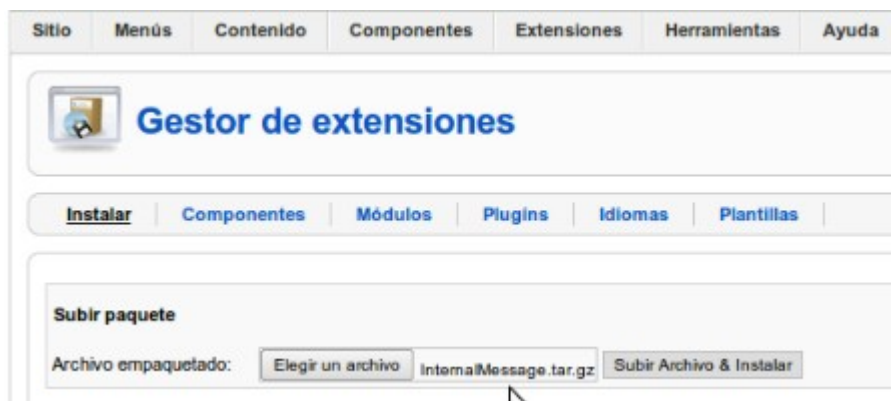 Sitio Menús Contenido Componentes Extensiones Herramientas Ayuda
Gestor de extensiones
Instalar Componentes Módulos Plugins Idiomas Plantillas
Subir paquete
Archivo empaquetado: Elegir un archivo InternalMessage.tar.gz Subir Archivo & Instalar